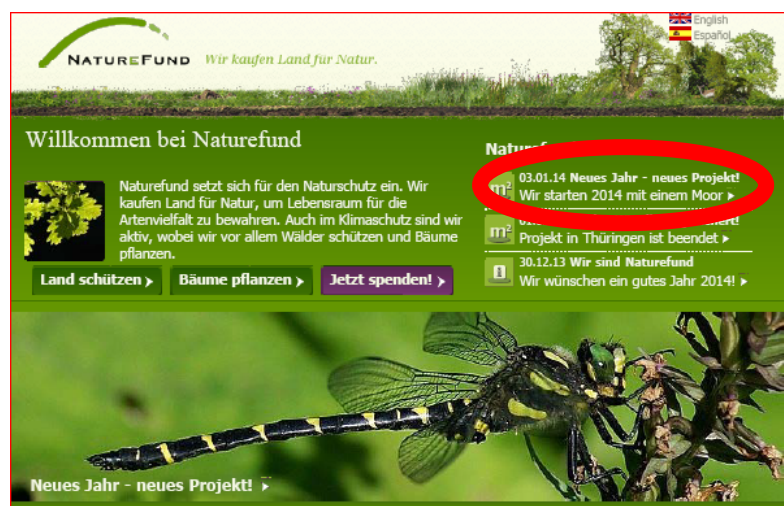 English
Español
NATUREFUND Wir kaufen Land für Natur.
Willkommen bei Naturefund
Naturefund setzt sich für den Naturschutz ein. Wir
kaufen Land für Natur, um Lebensraum für die
Artenvielfalt zu bewahren. Auch im Klimaschutz sind wir
aktiv, wobei wir vor allem Wälder schützen und Bäume
pflanzen.
Land schützen
Bäume pflanzen
Jetzt spenden!
03.01.14 Neues Jahr - neues Projekt!
m² Wir starten 2014 mit einem Moor
m² Projekt in Thüringen ist beendet
30.12.13 Wir sind Naturefund
Wir wünschen ein gutes Jahr 2014!
Neues Jahr - neues Projekt!